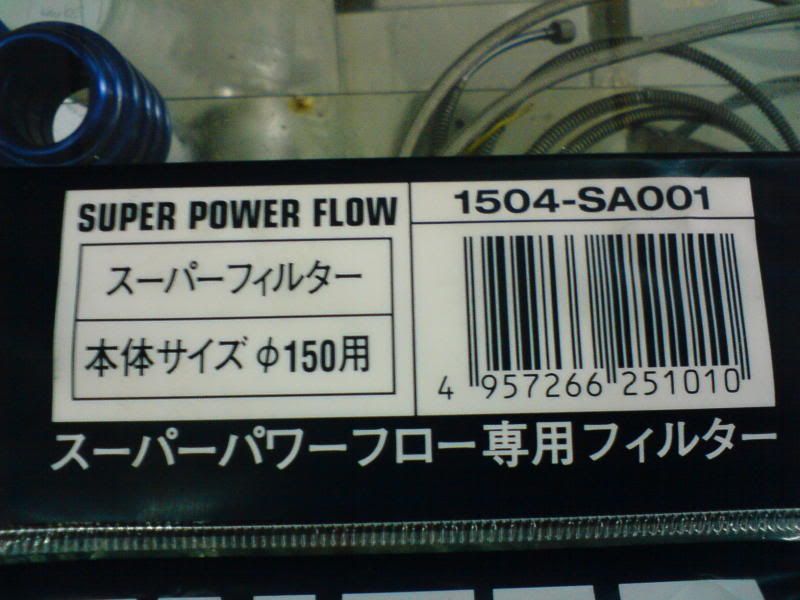 SUPER POWER FLOW
スーパーフィルター
本体サイズ φ150用
1504-SA001
4 957266 251010
スーパーパワーフロー専用フィルター